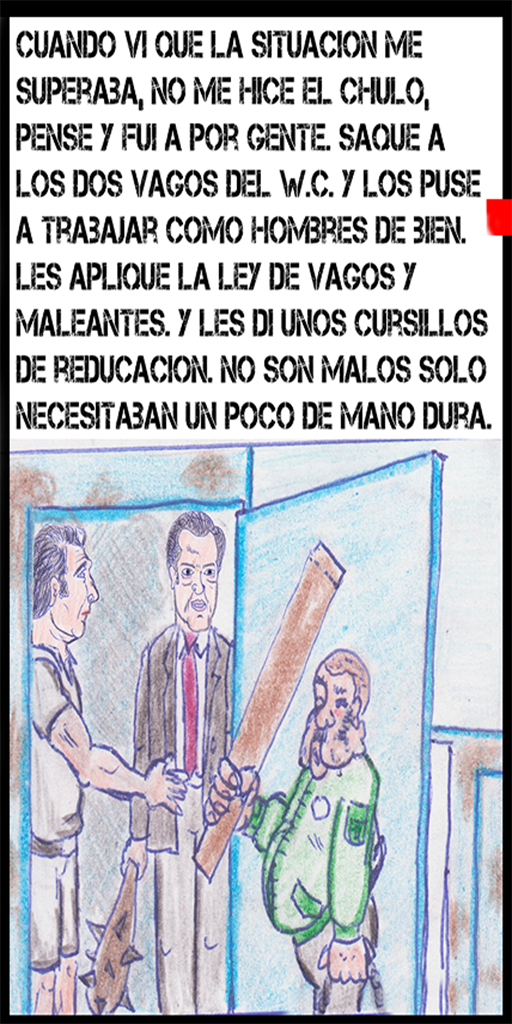 CUANDO VI QUE LA SITUACION ME
SUPERABA, NO ME HICE EL CHULO,
PENSE Y FUI A POR GENTE. SAQUE A
LOS DOS VAGOS DEL W.C. Y LOS PUSE
A TRABAJAR COMO HOMBRES DE BIEN.
LES APLIQUE LA LEY DE VAGOS Y
MALEANTES. Y LES DI UNOS CURSILLOS
DE REDUCACION. NO SON MALOS SOLO
NECESITABAN UN POCO DE MANO DURA.